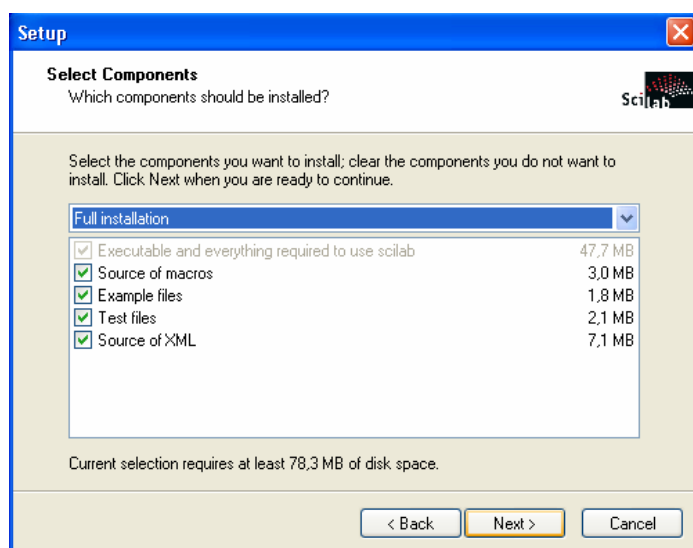 Setup
Select Components
Which components should be installed?
Scilab
Select the components you want to install; clear the components you do not want to
install. Click Next when you are ready to continue.
Full installation
Executable and everything required to use scilab 47,7 MB
Source of macros 3,0 MB
Example files 1,8 MB
Test files 2,1 MB
Source of XML 7,1 MB
Current selection requires at least 78,3 MB of disk space.
< Back Next > Cancel